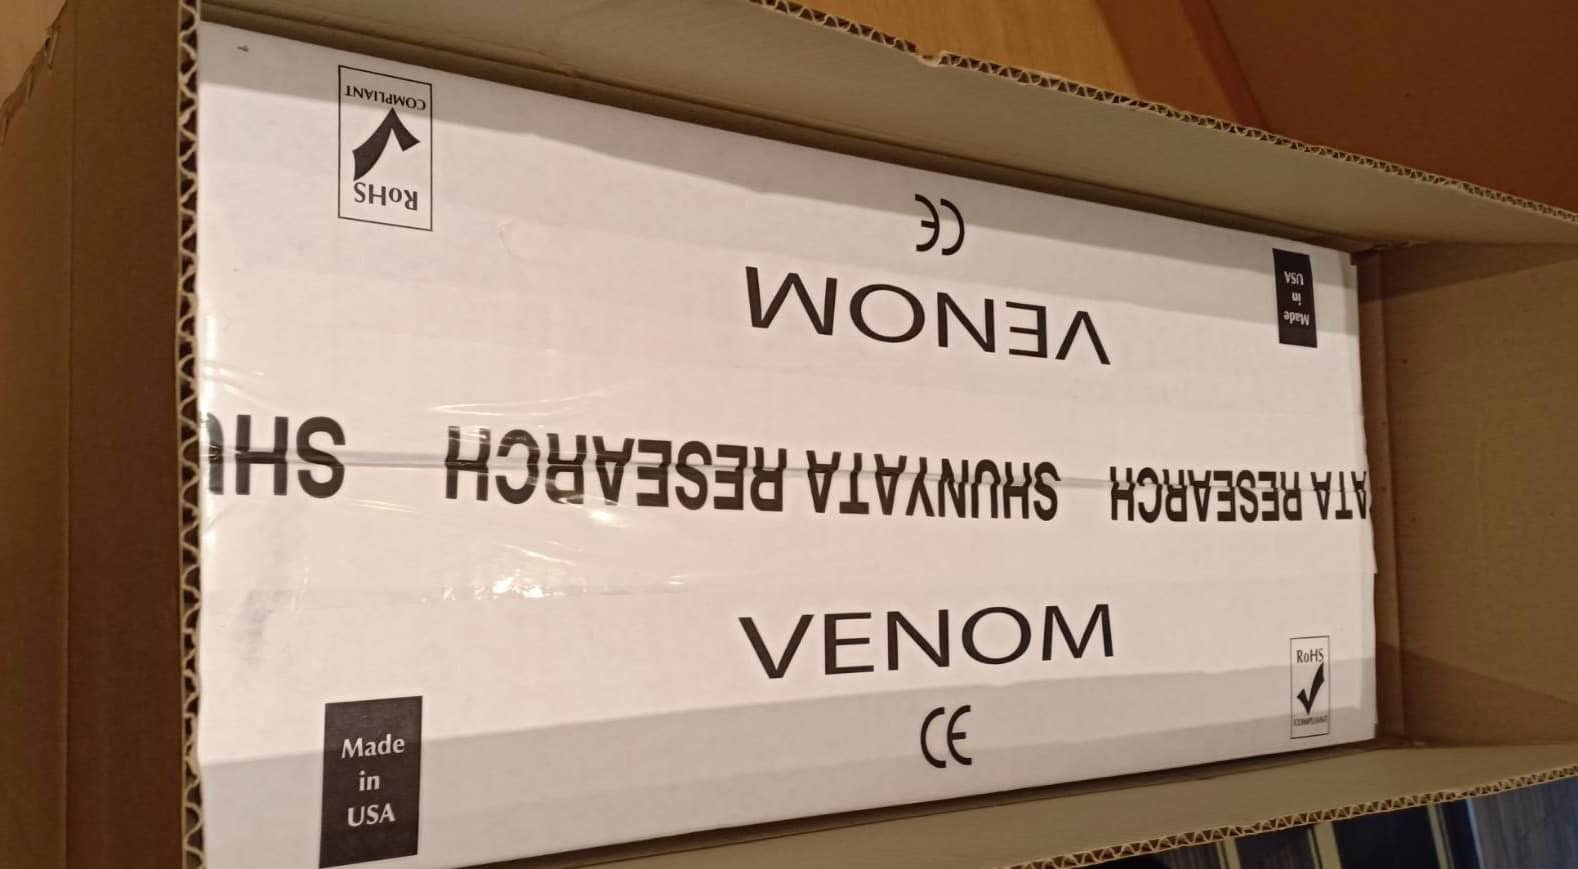 RoHS
COMPLIANT
CE
VENOM
Made
in
USA
SHUNYATA RESEARCH
ATA RESEARCH
SHU
VENOM
CE
Made
in
USA
RoHS
COMPLIANT